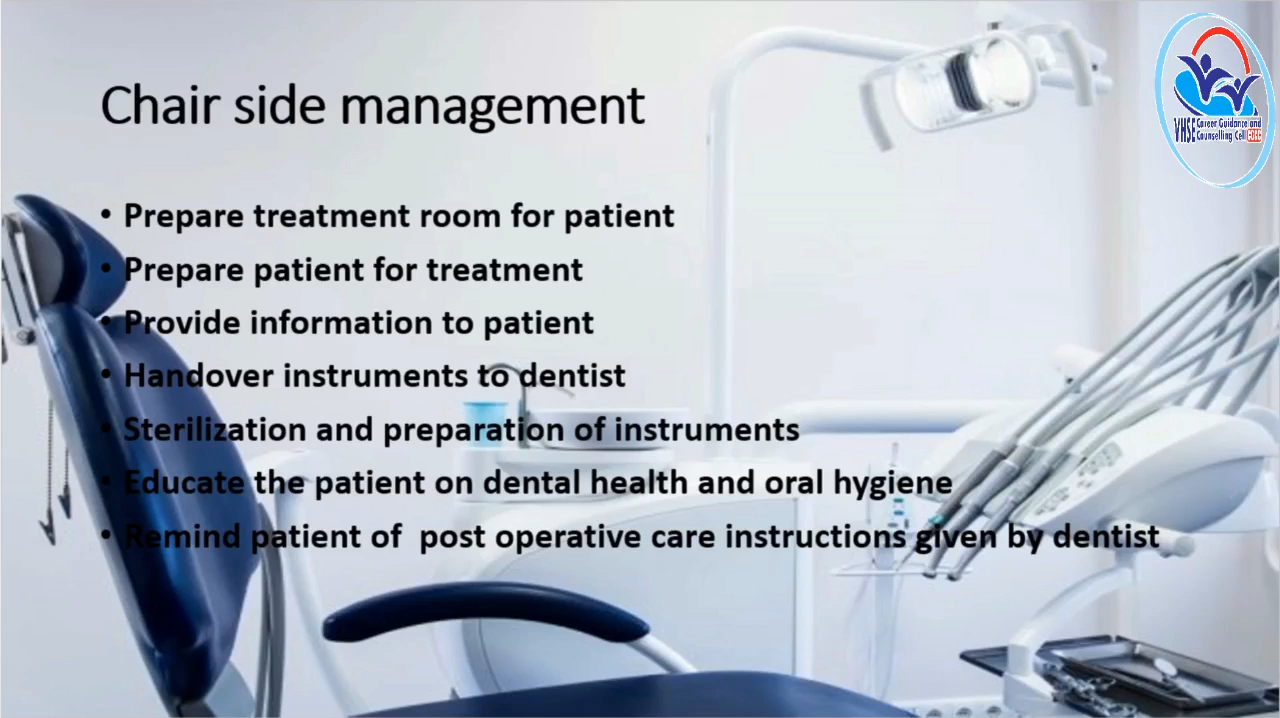 Chair side management
• Prepare treatment room for patient
• Prepare patient for treatment
• Provide information to patient
• Handover instruments to dentist
• Sterilization and preparation of instruments
• Educate the patient on dental health and oral hygiene
• Remind patient of  post operative care instructions given by dentist
VHSE Career Guidance and
Counselling Cell CGCC